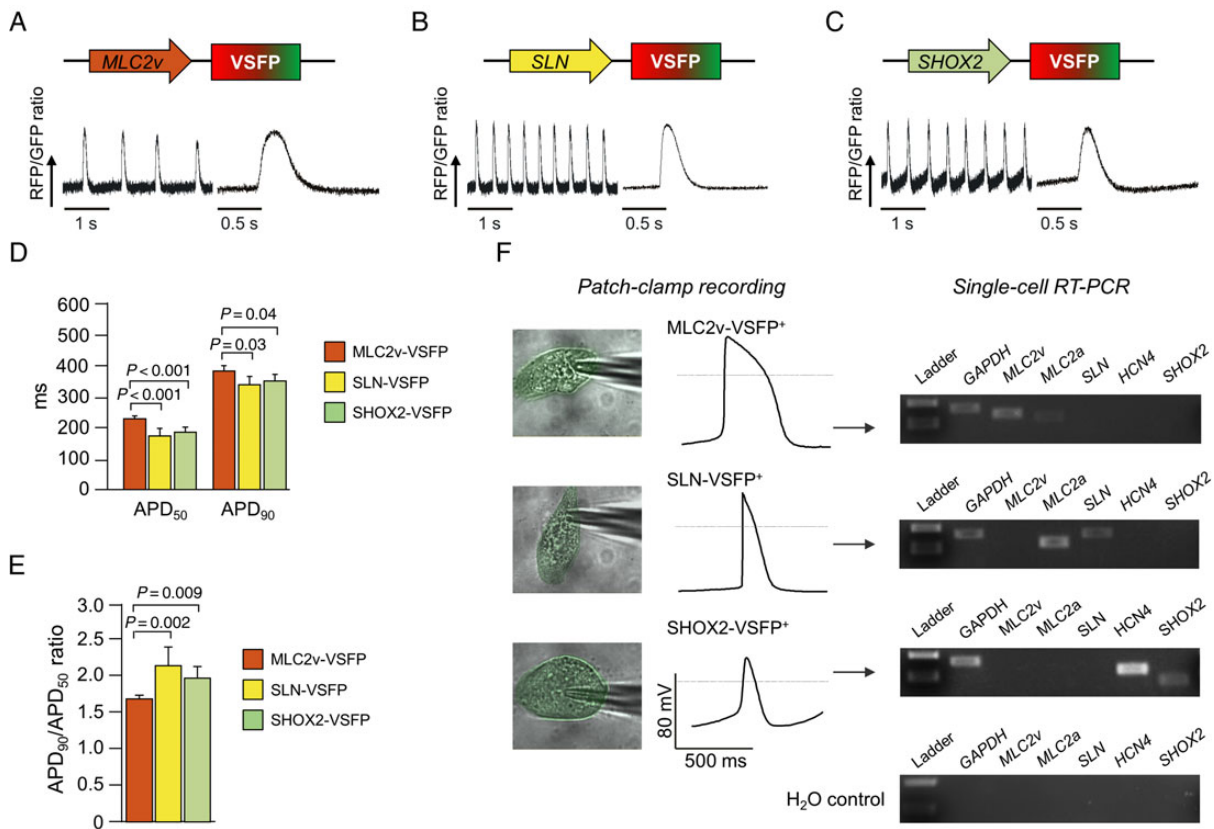 A
MLC2v VSFP
RFP/GFP ratio
1 s 0.5 s
B
SLN VSFP
RFP/GFP ratio
1 s 0.5 s
C
SHOX2 VSFP
RFP/GFP ratio
1 s 0.5 s
D
ms
600
500
400
300
200
100
0
P < 0.001
P < 0.001
P = 0.04
P = 0.03
APD50 APD90
MLC2v-VSFP
SLN-VSFP
SHOX2-VSFP
E
APD90/APD50 ratio
3.0
2.5
2.0
1.5
1.0
0.5
0
P = 0.009
P = 0.002
MLC2v-VSFP
SLN-VSFP
SHOX2-VSFP
F
Patch-clamp recording Single-cell RT-PCR
MLC2v-VSFP+
Ladder GAPDH MLC2v MLC2a SLN HCN4 SHOX2
SLN-VSFP+
Ladder GAPDH MLC2v MLC2a SLN HCN4 SHOX2
SHOX2-VSFP+
80 mV
500 ms
Ladder GAPDH MLC2v MLC2a SLN HCN4 SHOX2
Ladder GAPDH MLC2v MLC2a SLN HCN4 SHOX2
H2O control